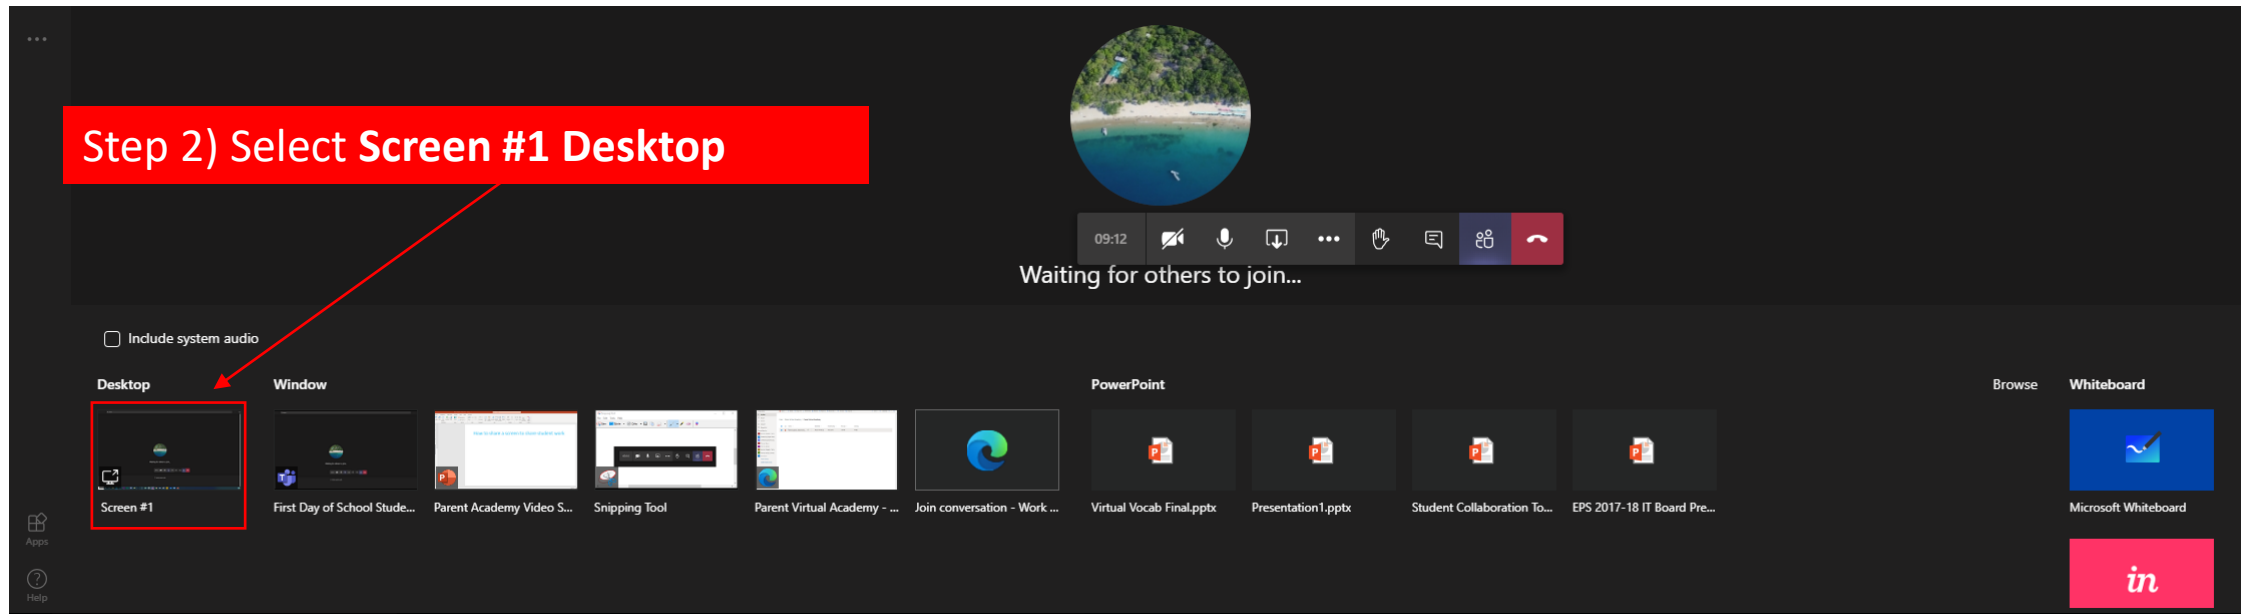 Step 2) Select Screen #1 Desktop
09:12
Waiting for others to join...
Include system audio
Desktop
Window
PowerPoint
Browse
Whiteboard
Screen #1
First Day of School Stude...
Parent Academy Video S...
Snipping Tool
Parent Virtual Academy - ...
Join conversation - Work ...
Virtual Vocab Final.pptx
Presentation1.pptx
Student Collaboration To...
EPS 2017-18 IT Board Pre...
Microsoft Whiteboard
Apps
Help
in